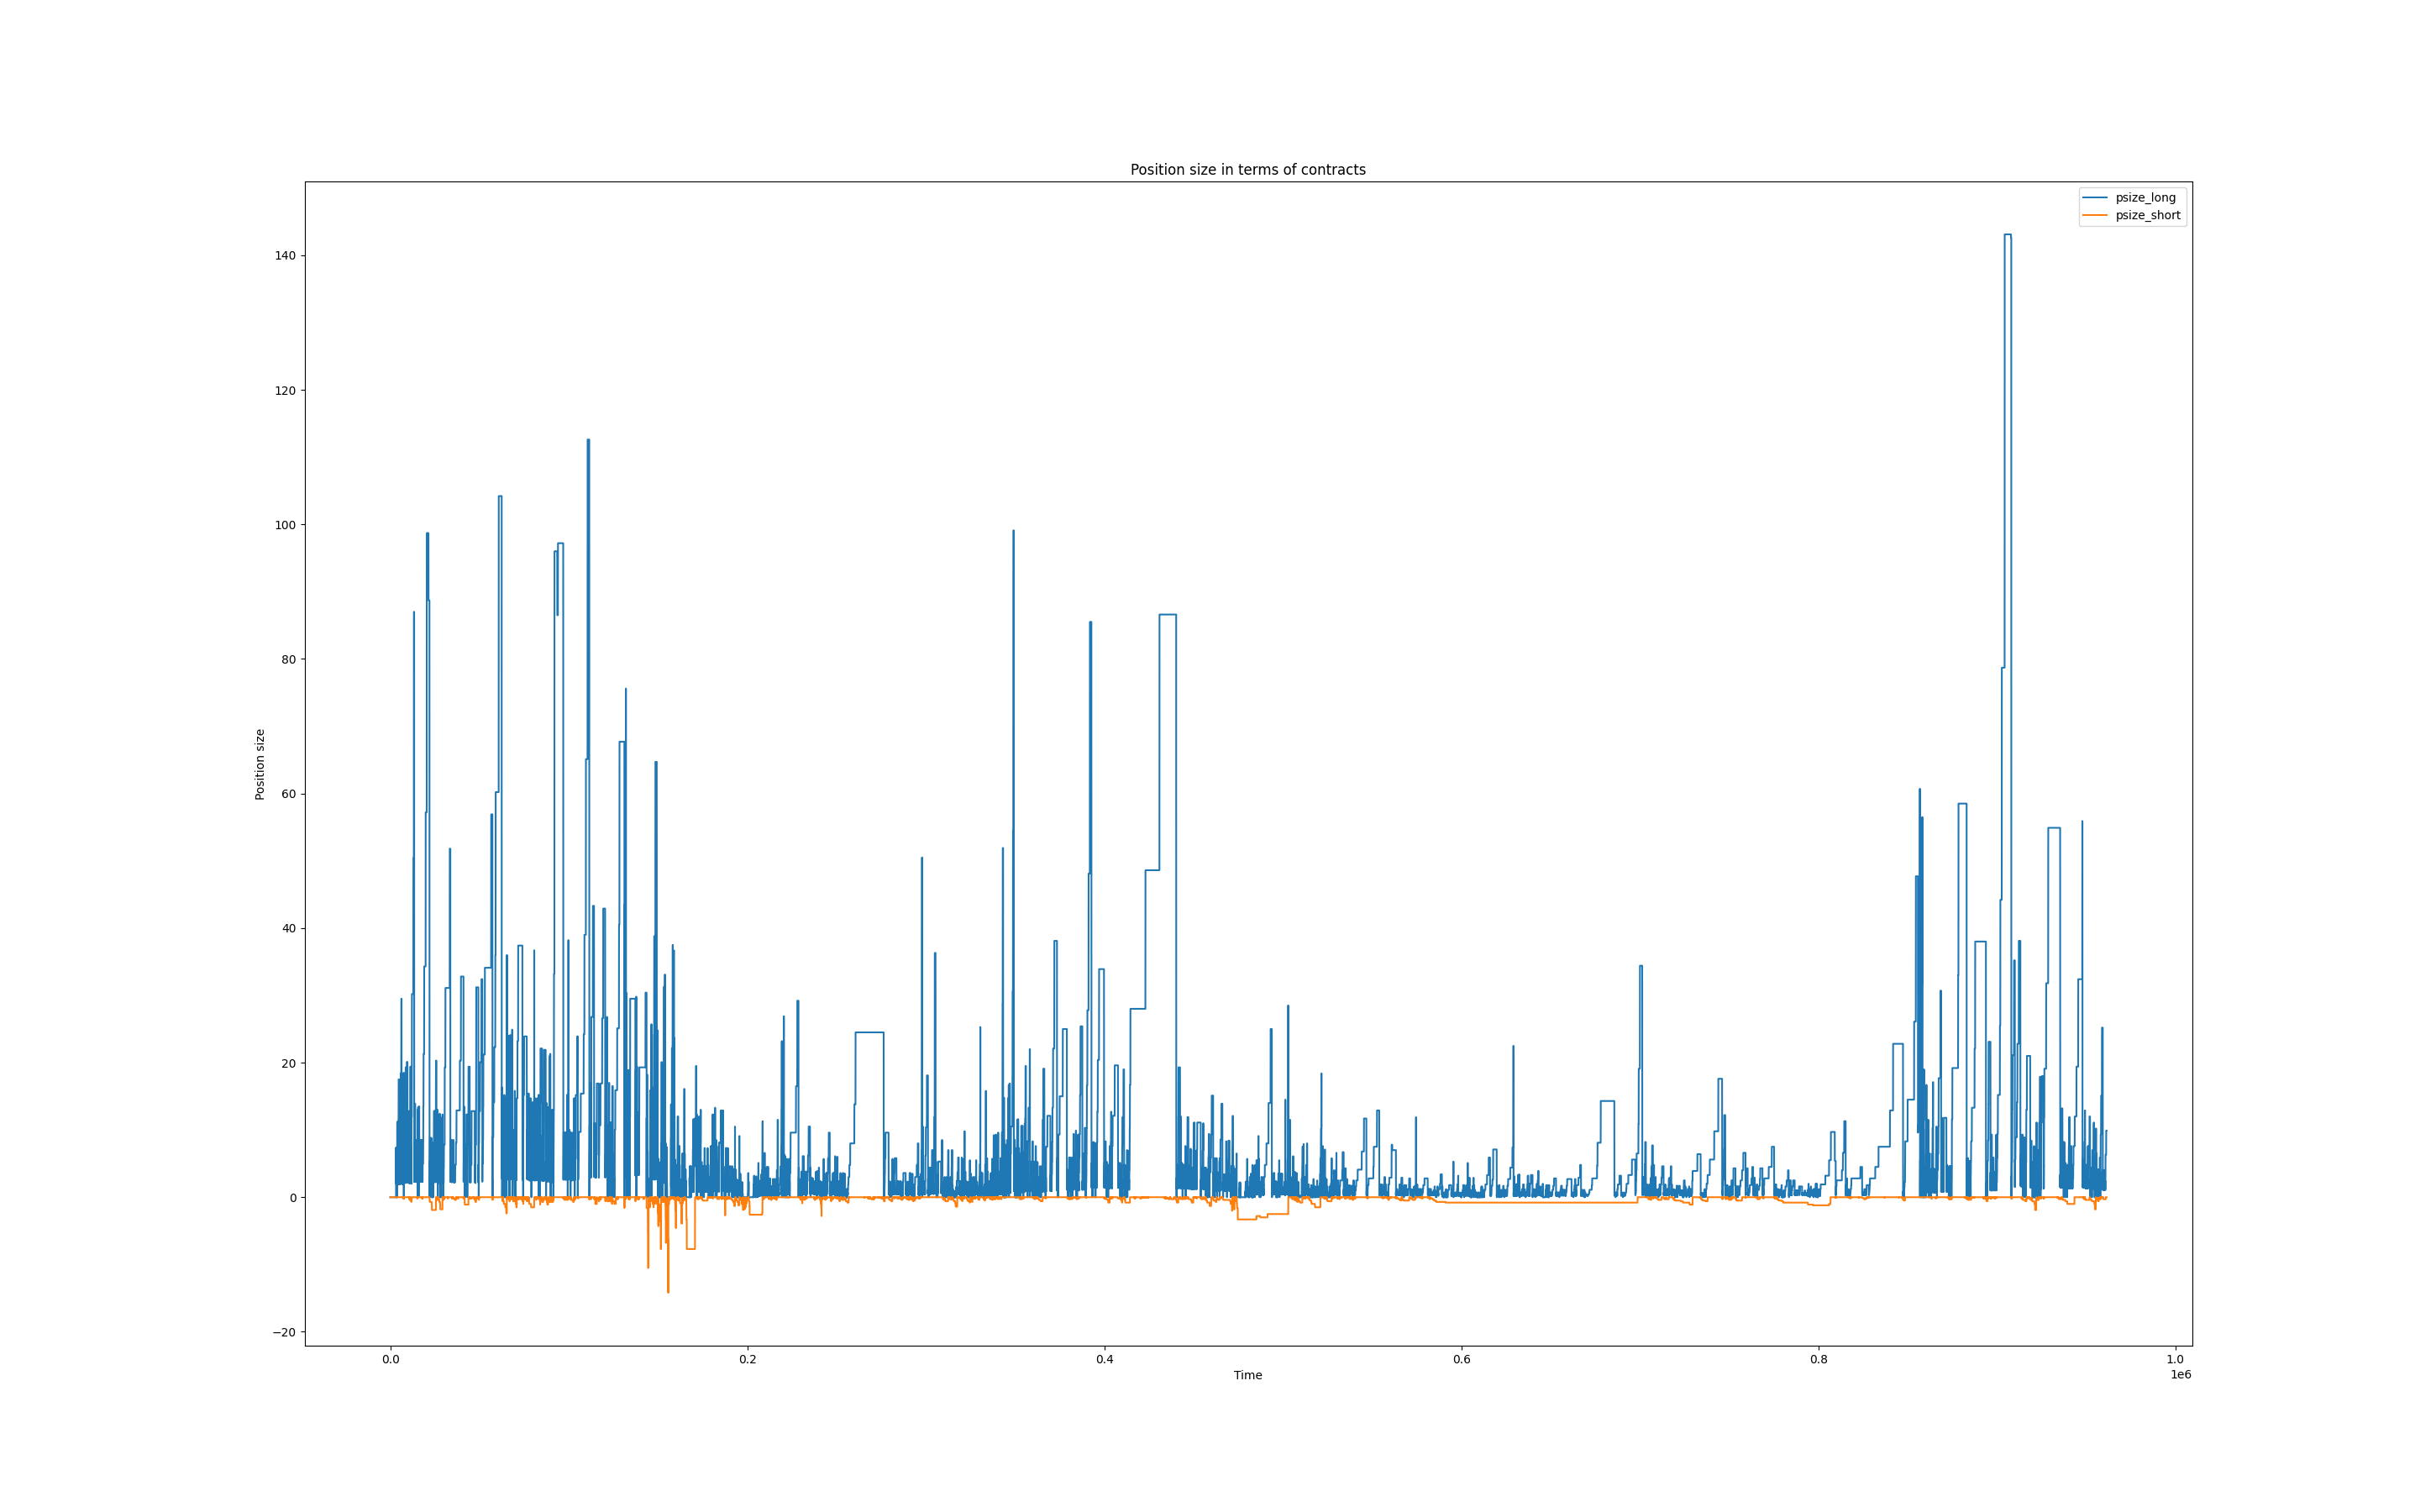 Position size in terms of contracts
psize_long
psize_short
140
120
100
80
60
40
20
0
−20
Position size
0.0
0.2
0.4
0.6
0.8
1.0
Time
1e6